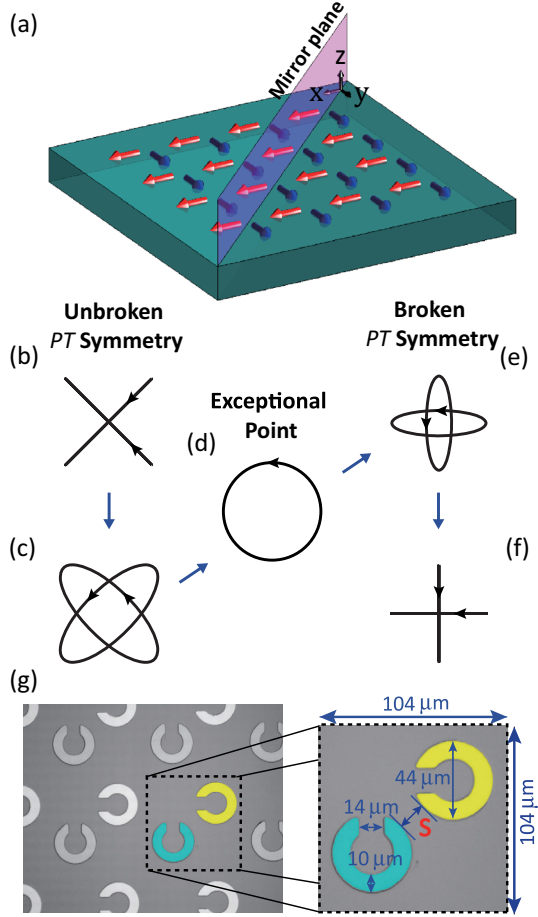 (a)
Mirror plane
z
x
y
Unbroken
PT Symmetry
Broken
PT Symmetry
(b)
(e)
Exceptional
Point
(d)
(c)
(f)
(g)
104 μm
44 μm
14 μm
S
10 μm
104 μm